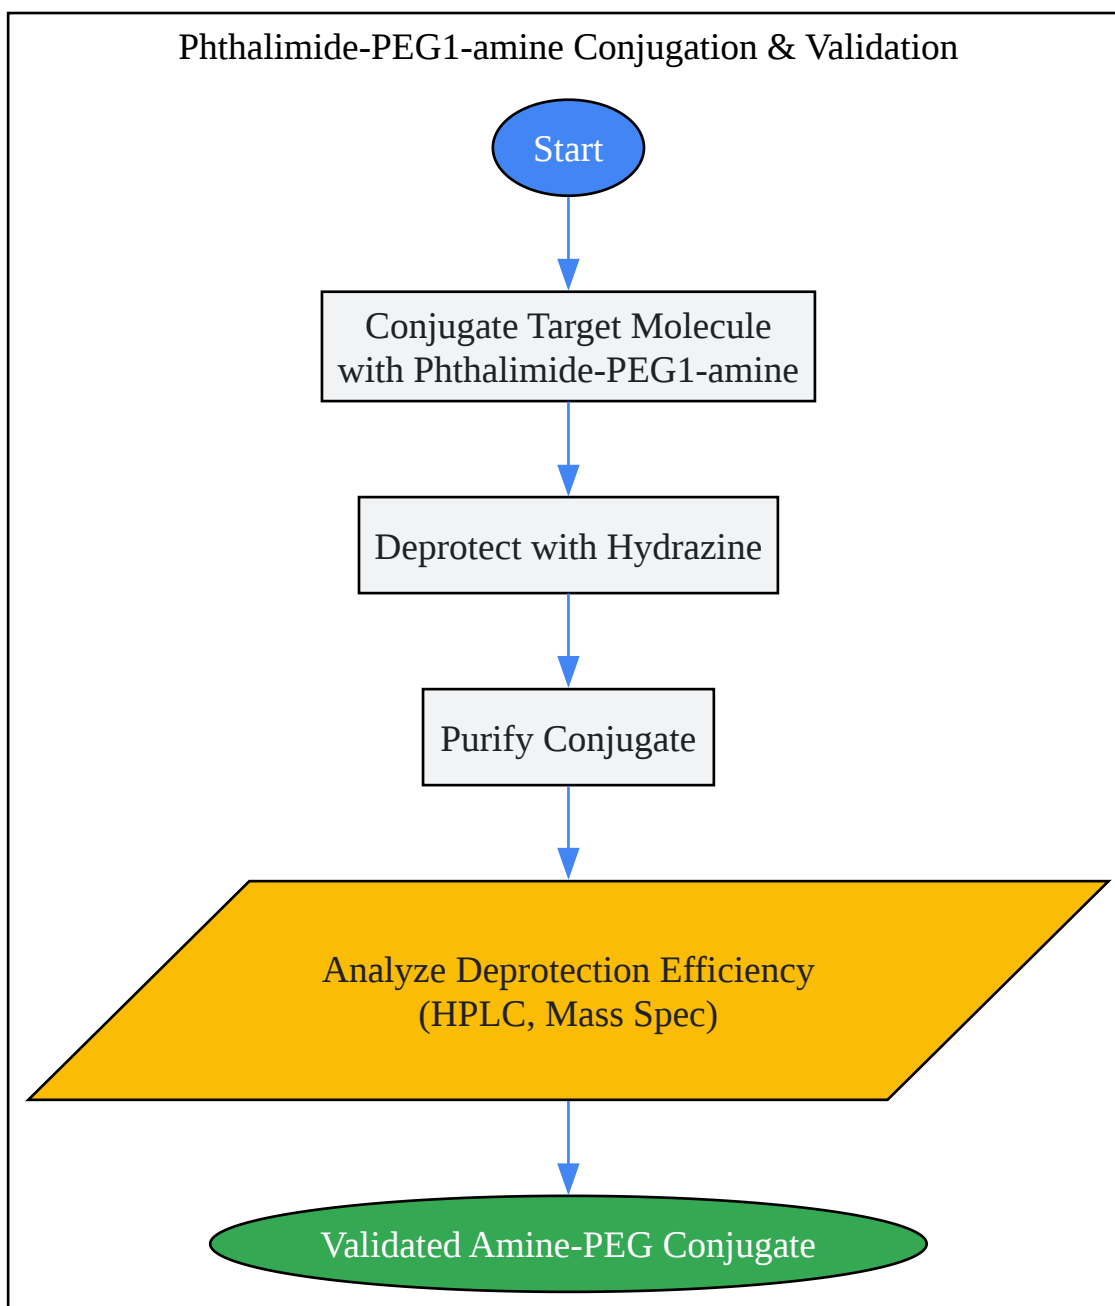 Phthalimide-PEG1-amine Conjugation & Validation
Start
Conjugate Target Molecule
with Phthalimide-PEG1-amine
Deprotect with Hydrazine
Purify Conjugate
Analyze Deprotection Efficiency
(HPLC, Mass Spec)
Validated Amine-PEG Conjugate